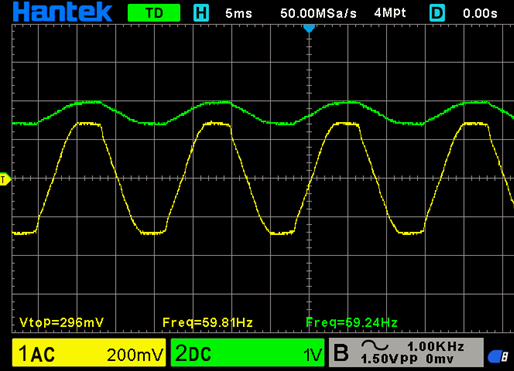 Hantek TD H 5ms 50.00MSa/s 4Mpt D 0.00s
T
Vtop=296mV Freq=59.81Hz Freq=59.24Hz
1AC 200mV 2DC 1V B 1.00KHz
1.50Vpp 0mv